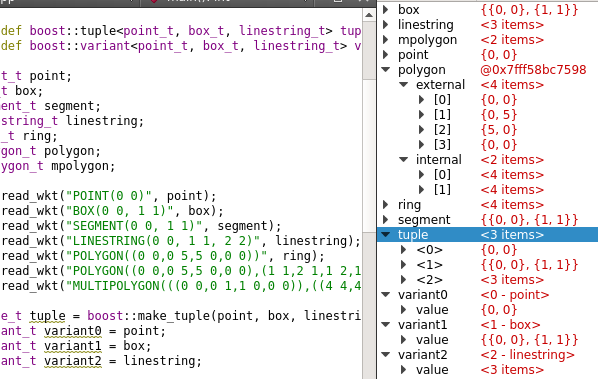 def boost::tuple<point_t, box_t, linestring_t> tup
def boost::variant<point_t, box_t, linestring_t> v
t_t point;
t box;
ent_t segment;
string_t linestring;
_t ring;
gon_t polygon;
ygon_t mpolygon;
read_wkt("POINT(0 0)", point);
read_wkt("BOX(0 0, 1 1)", box);
read_wkt("SEGMENT(0 0, 1 1)", segment);
read_wkt("LINESTRING(0 0, 1 1, 2 2)", linestring);
read_wkt("POLYGON((0 0,0 5,5 0,0 0))", ring);
read_wkt("POLYGON((0 0,0 5,5 0,0 0),(1 1,2 1,1 2,1
read_wkt("MULTIPOLYGON(((0 0,0 1,1 0,0 0)),((4 4,4
e_t tuple = boost::make_tuple(point, box, linestri
ant_t variant0 = point;
ant_t variant1 = box;
ant_t variant2 = linestring;
box {{0, 0}, {1, 1}}
linestring <3 items>
mpolygon <2 items>
point {0, 0}
polygon @0x7fff58bc7598
external <4 items>
[0] {0, 0}
[1] {0, 5}
[2] {5, 0}
[3] {0, 0}
internal <2 items>
[0] <4 items>
[1] <4 items>
ring <4 items>
segment {{0, 0}, {1, 1}}
tuple <3 items>
<0> {0, 0}
<1> {{0, 0}, {1, 1}}
<2> <3 items>
variant0 <0 - point>
value {0, 0}
variant1 <1 - box>
value {{0, 0}, {1, 1}}
variant2 <2 - linestring>
value <3 items>